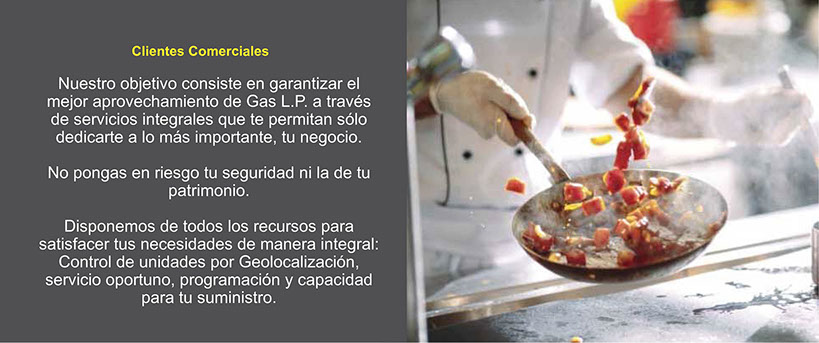 Clientes Comerciales
Nuestro objetivo consiste en garantizar el
mejor aprovechamiento de Gas L.P. a través
de servicios integrales que te permitan sólo
dedicarte a lo más importante, tu negocio.
No pongas en riesgo tu seguridad ni la de tu
patrimonio.
Disponemos de todos los recursos para
satisfacer tus necesidades de manera integral:
Control de unidades por Geolocalización,
servicio oportuno, programación y capacidad
para tu suministro.